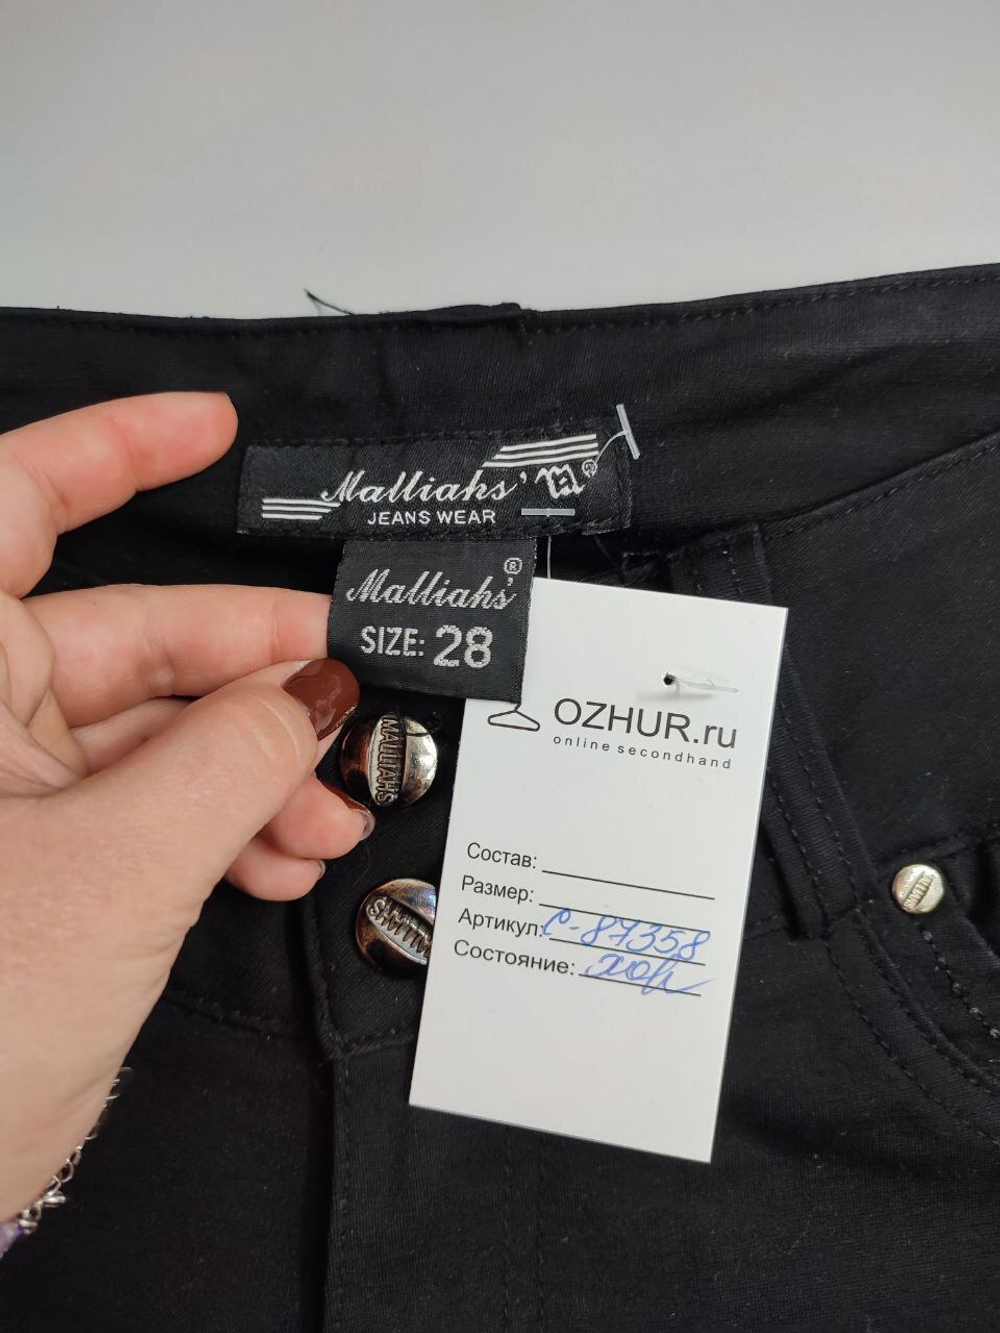 Malliahs' m®
JEANS WEAR
Malliahs'®
SIZE: 28
MALLIAHS
OZHUR.ru
online secondhand
Состав:
Размер:
Артикул: С-87358
Состояние: хор